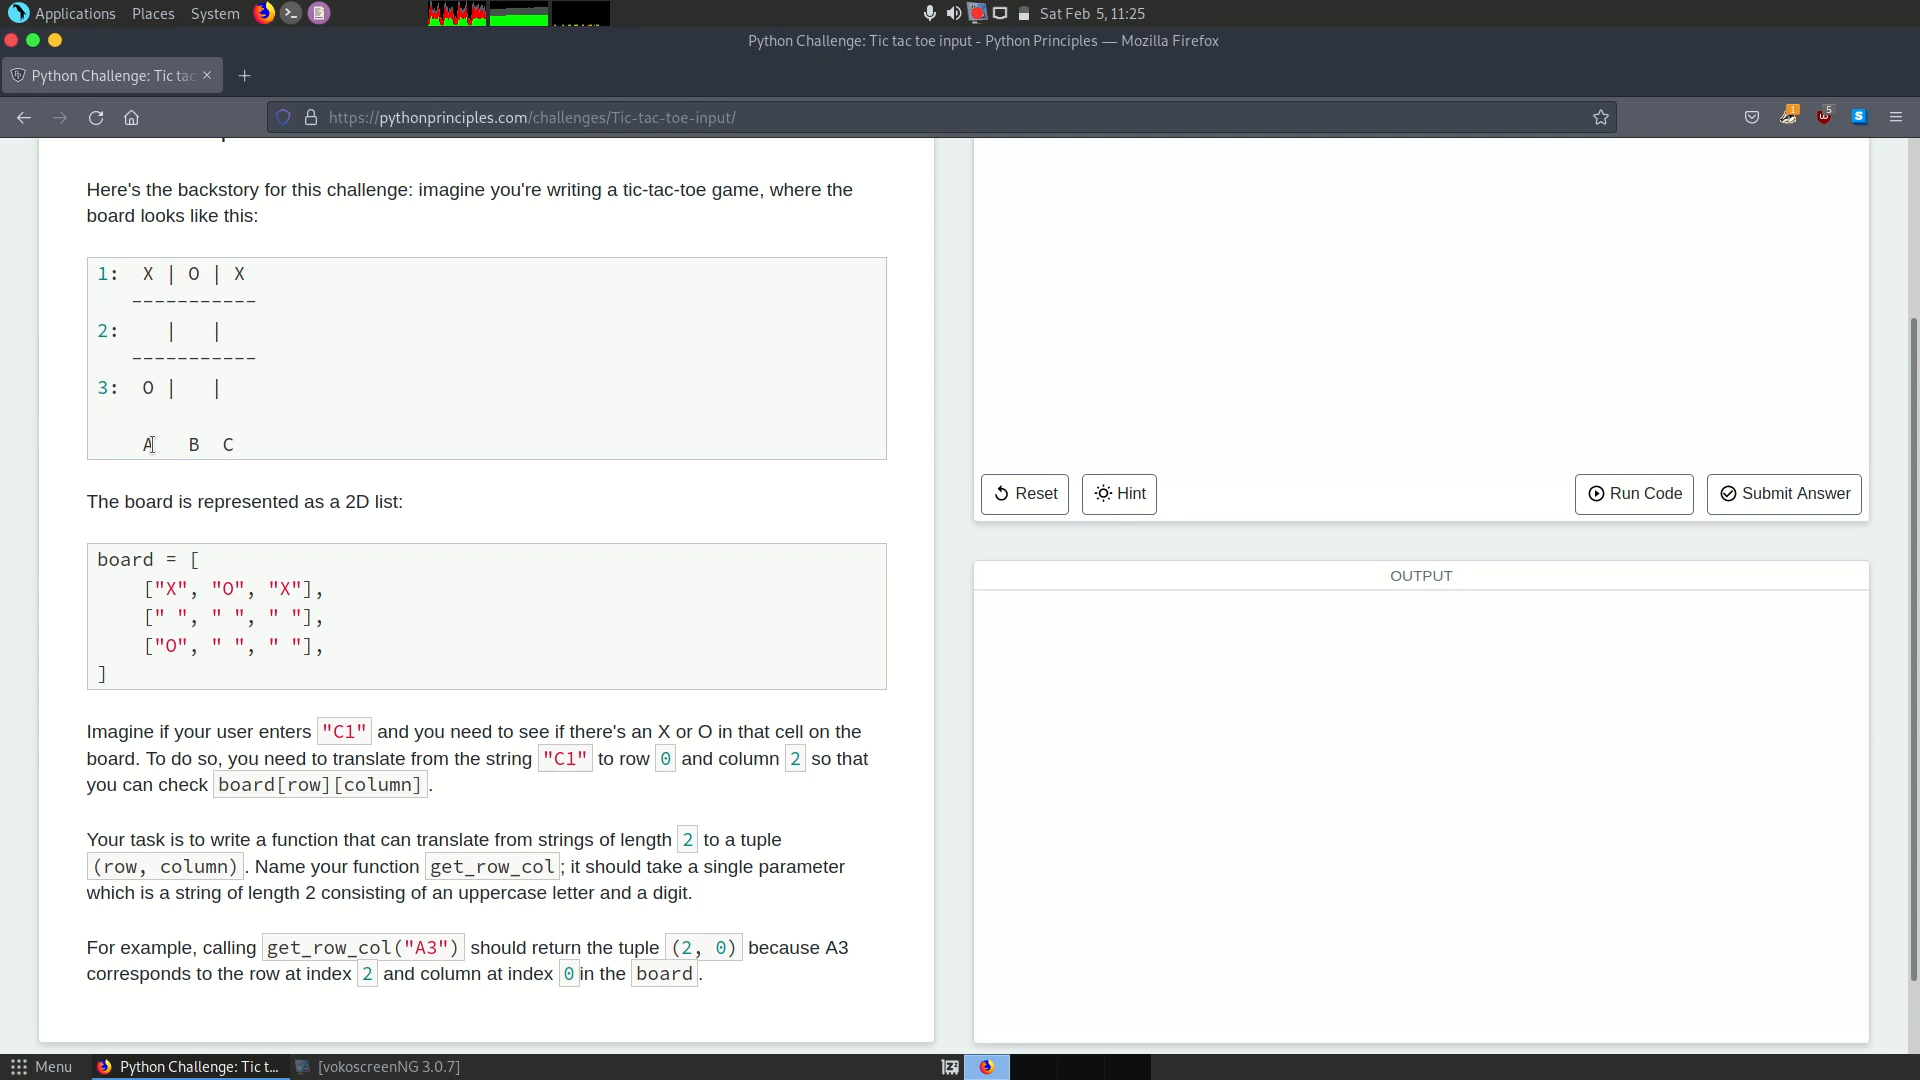 Applications Places System Sat Feb 5, 11:25
Python Challenge: Tic tac toe input - Python Principles — Mozilla Firefox
Python Challenge: Tic tac
https://pythonprinciples.com/challenges/Tic-tac-toe-input/ 1 5 S
Here's the backstory for this challenge: imagine you're writing a tic-tac-toe game, where the
board looks like this:
1: X | O | X
-----------
2: | |
-----------
3: O | |
A B C
The board is represented as a 2D list:
board = [
["X", "O", "X"],
[" ", " ", " "],
["O", " ", " "],
]
Imagine if your user enters "C1" and you need to see if there's an X or O in that cell on the
board. To do so, you need to translate from the string "C1" to row 0 and column 2 so that
you can check board[row][column].
Your task is to write a function that can translate from strings of length 2 to a tuple
(row, column). Name your function get_row_col; it should take a single parameter
which is a string of length 2 consisting of an uppercase letter and a digit.
For example, calling get_row_col("A3") should return the tuple (2, 0) because A3
corresponds to the row at index 2 and column at index 0in the board.
Reset Hint Run Code Submit Answer
OUTPUT
Menu Python Challenge: Tic t... [vokoscreenNG 3.0.7]